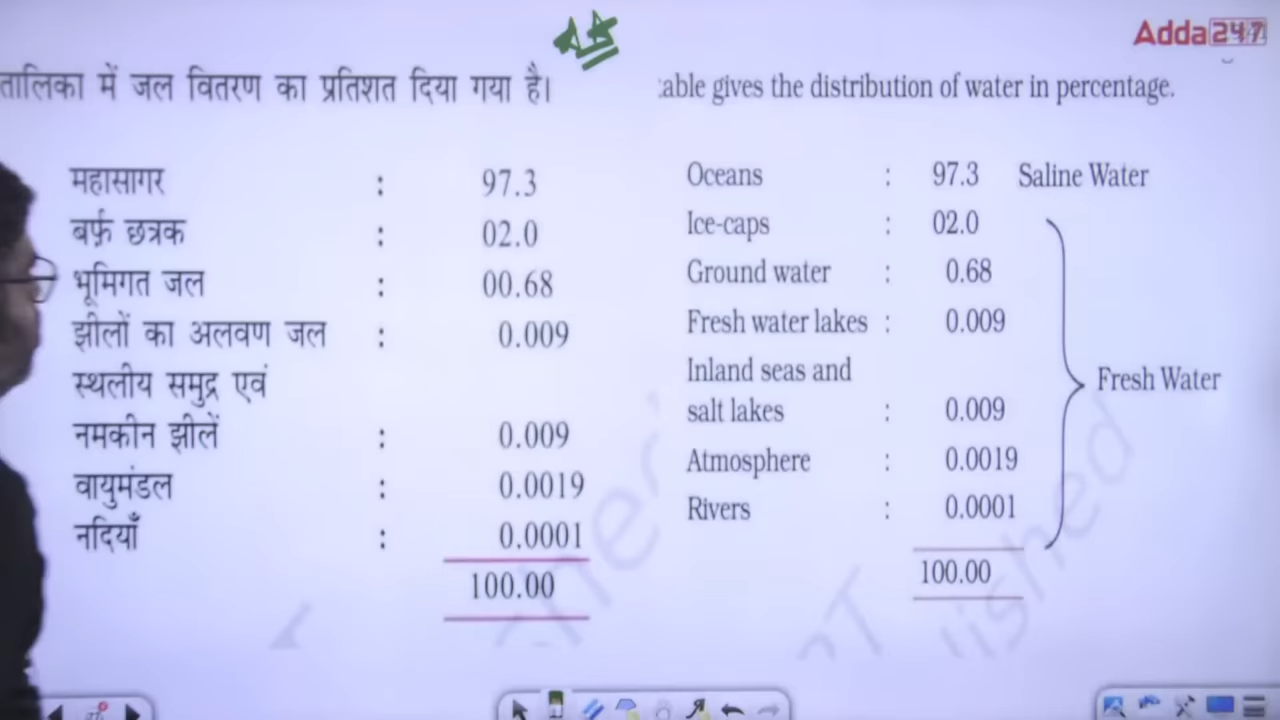 Adda247
तालिका में जल वितरण का प्रतिशत दिया गया है।
महासागर : 97.3
बर्फ़ छत्रक : 02.0
भूमिगत जल : 00.68
झीलों का अलवण जल : 0.009
स्थलीय समुद्र एवं
नमकीन झीलें : 0.009
वायुमंडल : 0.0019
नदियाँ : 0.0001
100.00
able gives the distribution of water in percentage.
Oceans : 97.3 Saline Water
Ice-caps : 02.0
Ground water : 0.68
Fresh water lakes : 0.009
Inland seas and
salt lakes : 0.009
Atmosphere : 0.0019
Rivers : 0.0001
Fresh Water
100.00